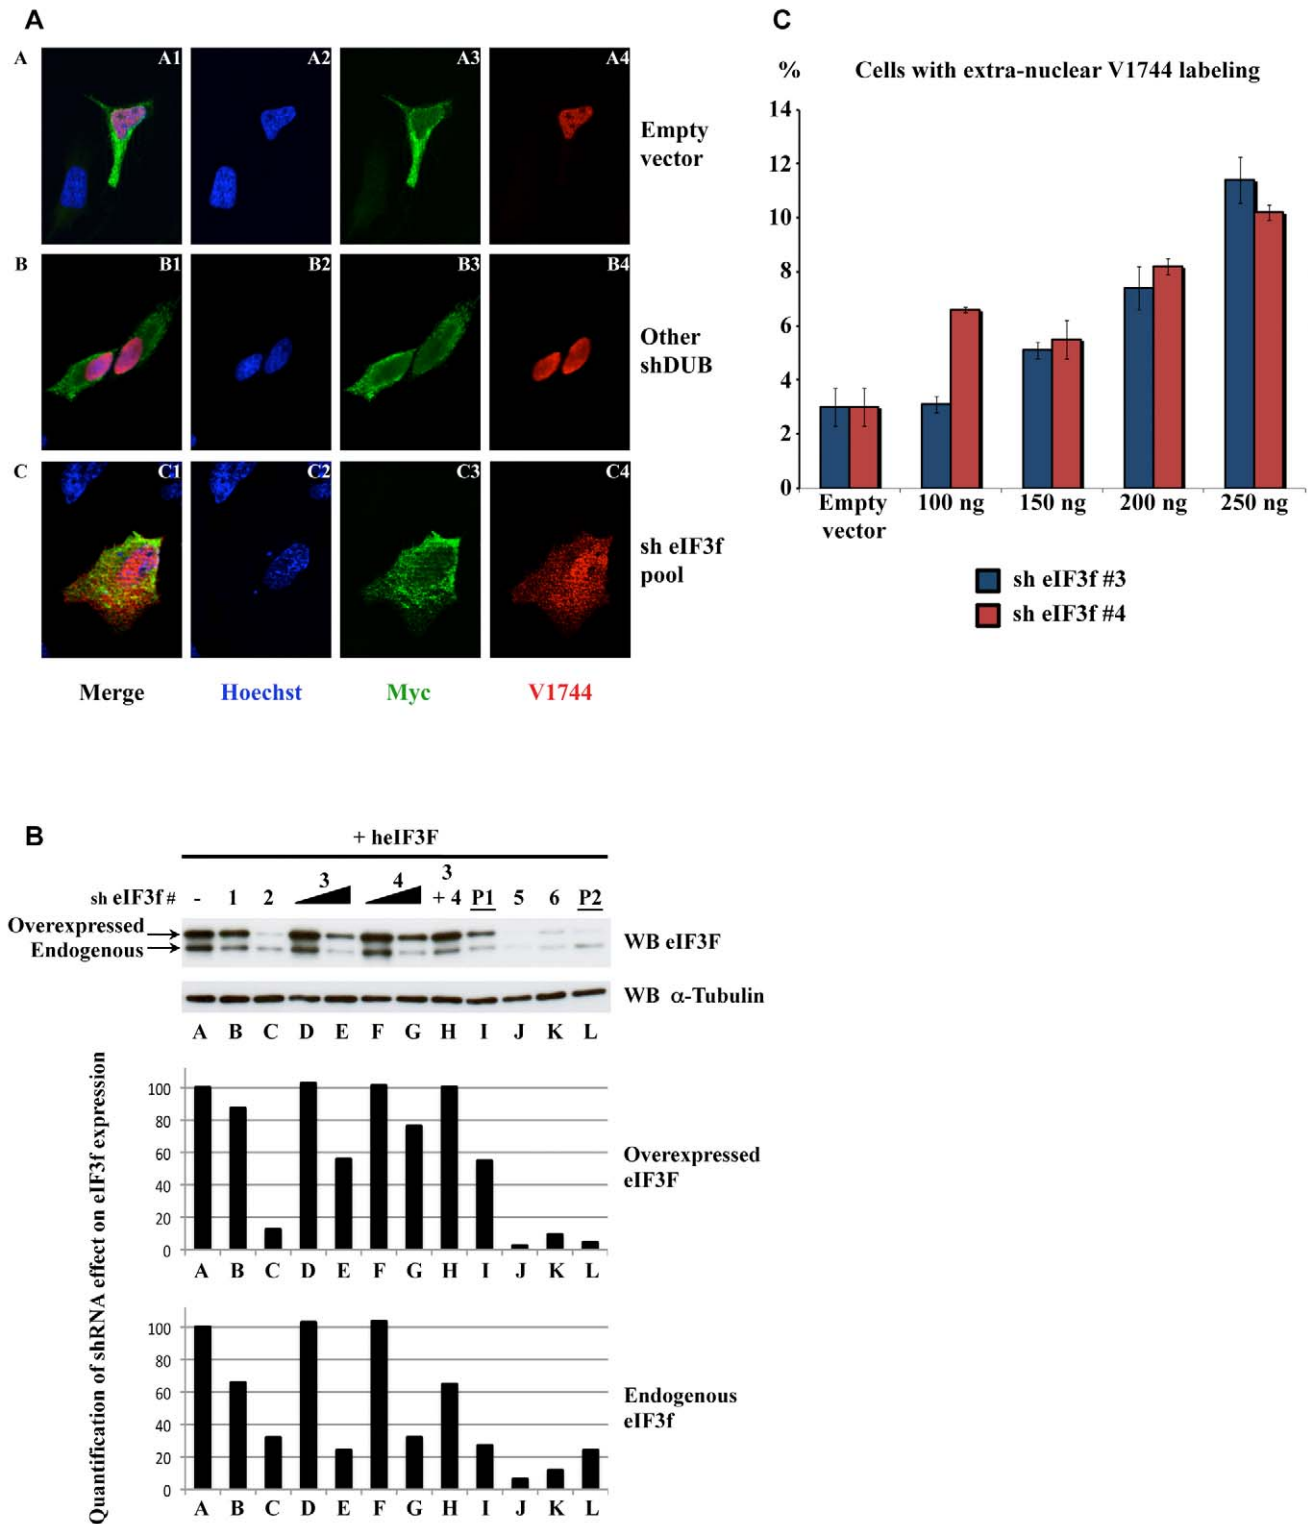 A
A
A1
A2
A3
A4
Empty
vector
B
B1
B2
B3
B4
Other
shDUB
C
C1
C2
C3
C4
sh eIF3f
pool
Merge
Hoechst
Myc
V1744
C
%
Cells with extra-nuclear V1744 labeling
14
12
10
8
6
4
2
0
Empty
vector
100 ng
150 ng
200 ng
250 ng
sh eIF3f #3
sh eIF3f #4
B
+ heIF3F
sh eIF3f #
- 1 2 3 4 3 + 4 P1 5 6 P2
Overexpressed
Endogenous
WB eIF3F
WB α-Tubulin
A B C D E F G H I J K L
Quantification of shRNA effect on eIF3f expression
100
80
60
40
20
0
A B C D E F G H I J K L
Overexpressed
eIF3F
100
80
60
40
20
0
A B C D E F G H I J K L
Endogenous
eIF3f